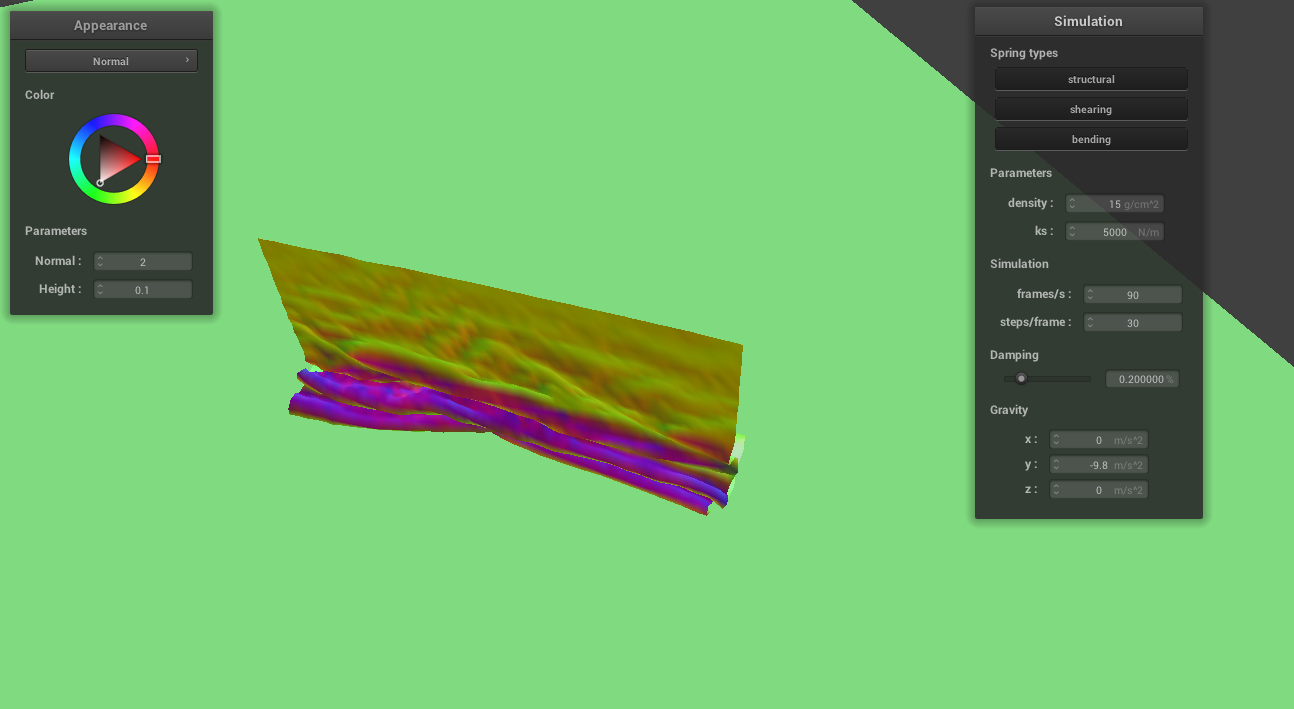 Appearance
Normal
Color
Parameters
Normal : 2
Height : 0.1
Simulation
Spring types
structural
shearing
bending
Parameters
density : 15 g/cm^2
ks : 5000 N/m
Simulation
frames/s : 90
steps/frame : 30
Damping
0.200000 %
Gravity
x : 0 m/s^2
y : -9.8 m/s^2
z : 0 m/s^2